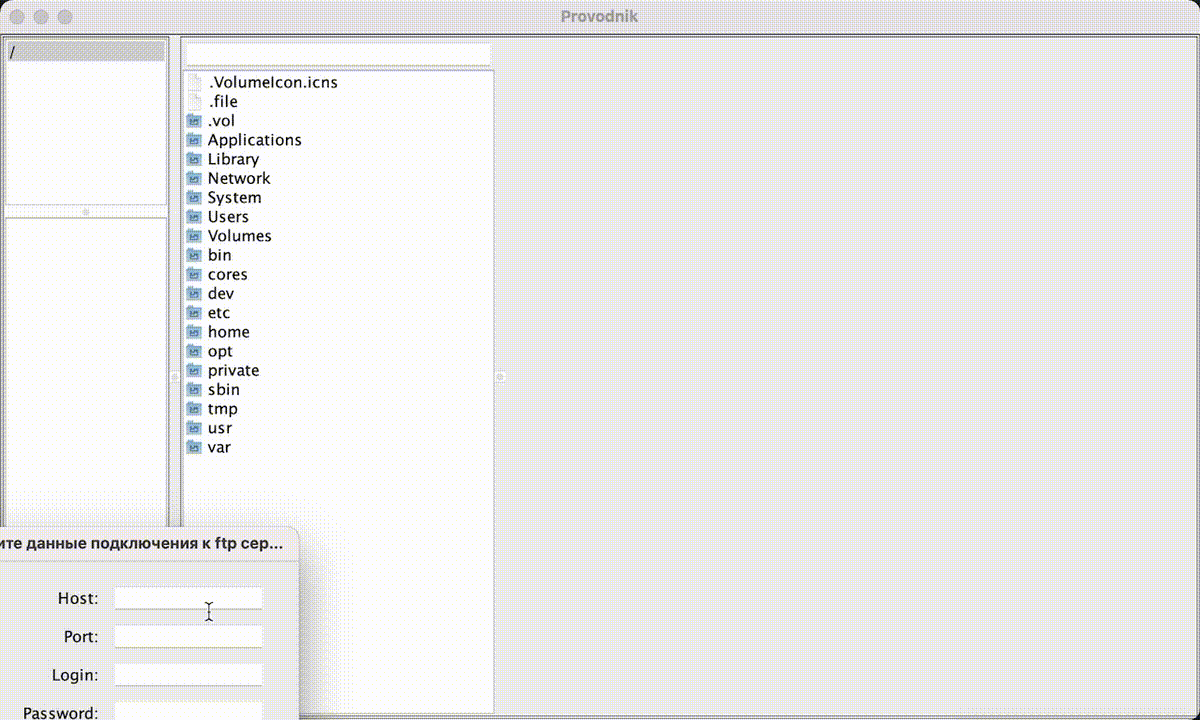 Provodnik
/
.VolumeIcon.icns
.file
.vol
Applications
Library
Network
System
Users
Volumes
bin
cores
dev
etc
home
opt
private
sbin
tmp
usr
var
данные подключения к ftp сер...
Host:
Port:
Login:
Password: